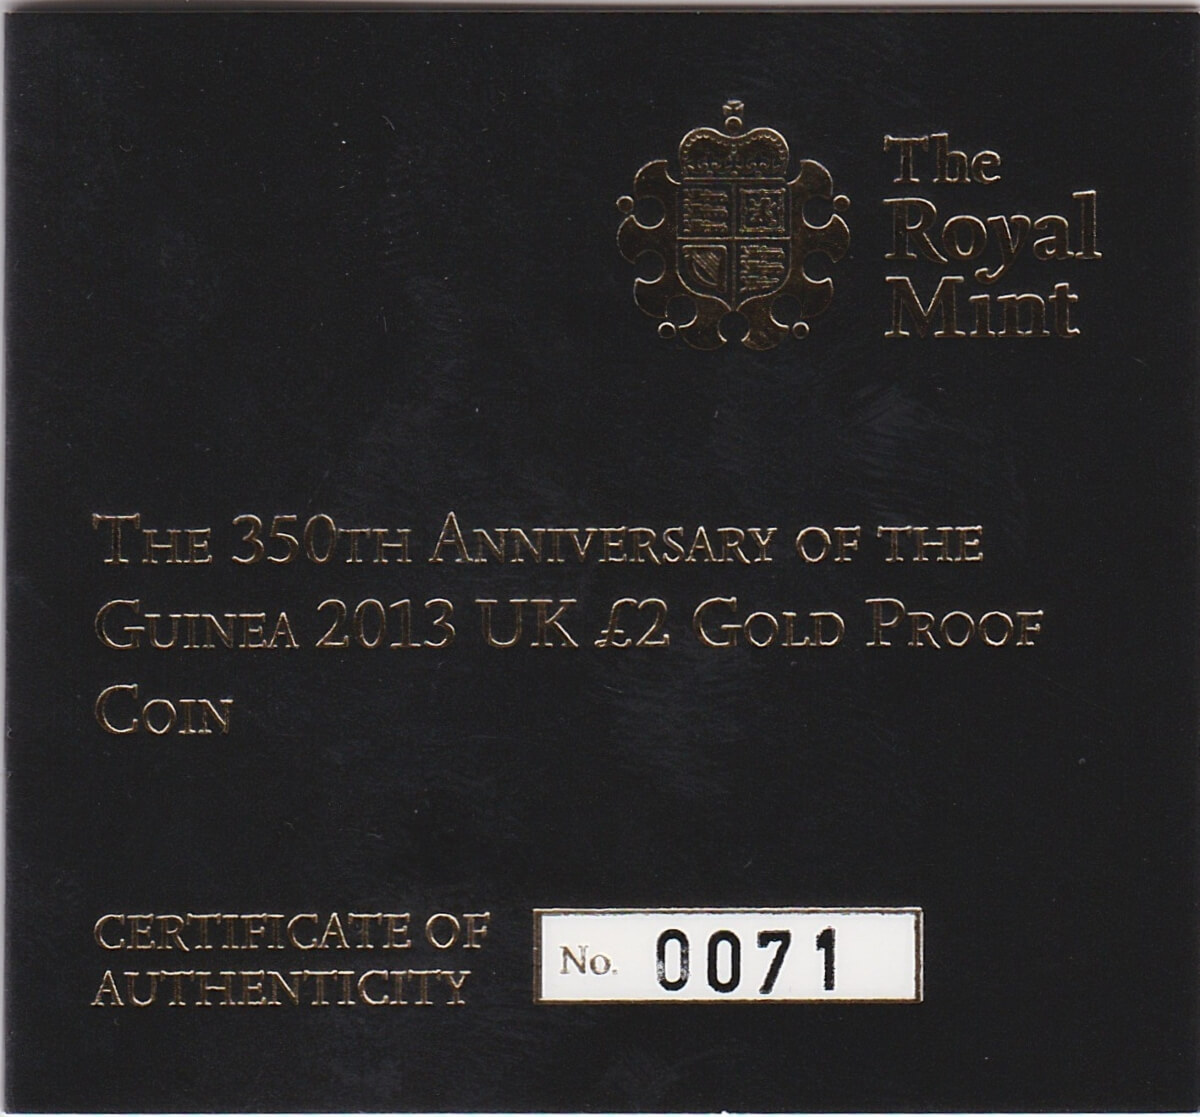 The
Royal
Mint
THE 350TH ANNIVERSARY OF THE
GUINEA 2013 UK £2 GOLD PROOF
COIN
CERTIFICATE OF
AUTHENTICITY
No. 0071